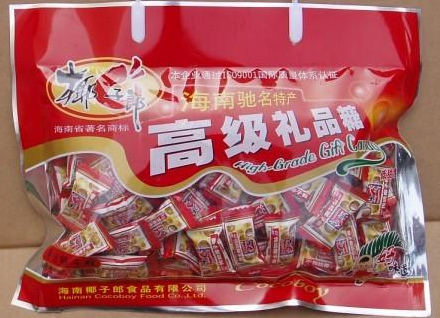 椰子郎
本企业通过ISO9001国际质量体系认证
海南省著名商标
海南驰名特产
高级礼品糖
High-Grade Gift Candy
海南椰子郎食品有限公司
Hainan Cocoboy Food Co.,Ltd.
Cocoboy